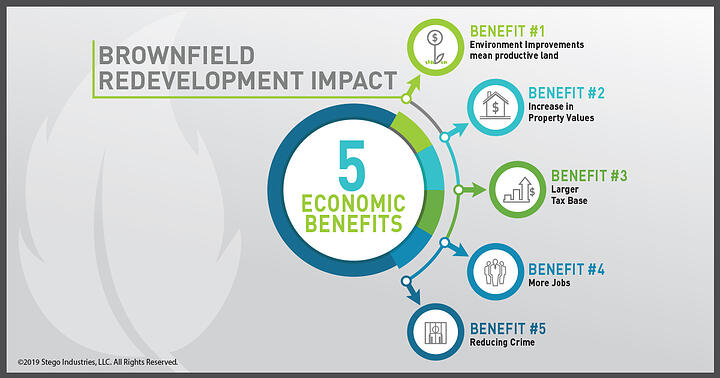 BROWNFIELD
REDEVELOPMENT IMPACT
5
ECONOMIC
BENEFITS
BENEFIT #1
Environment Improvements
mean productive land
$
BENEFIT #2
Increase in
Property Values
$
BENEFIT #3
Larger
Tax Base
$
BENEFIT #4
More Jobs
BENEFIT #5
Reducing Crime
©2019 Stego Industries, LLC. All Rights Reserved.